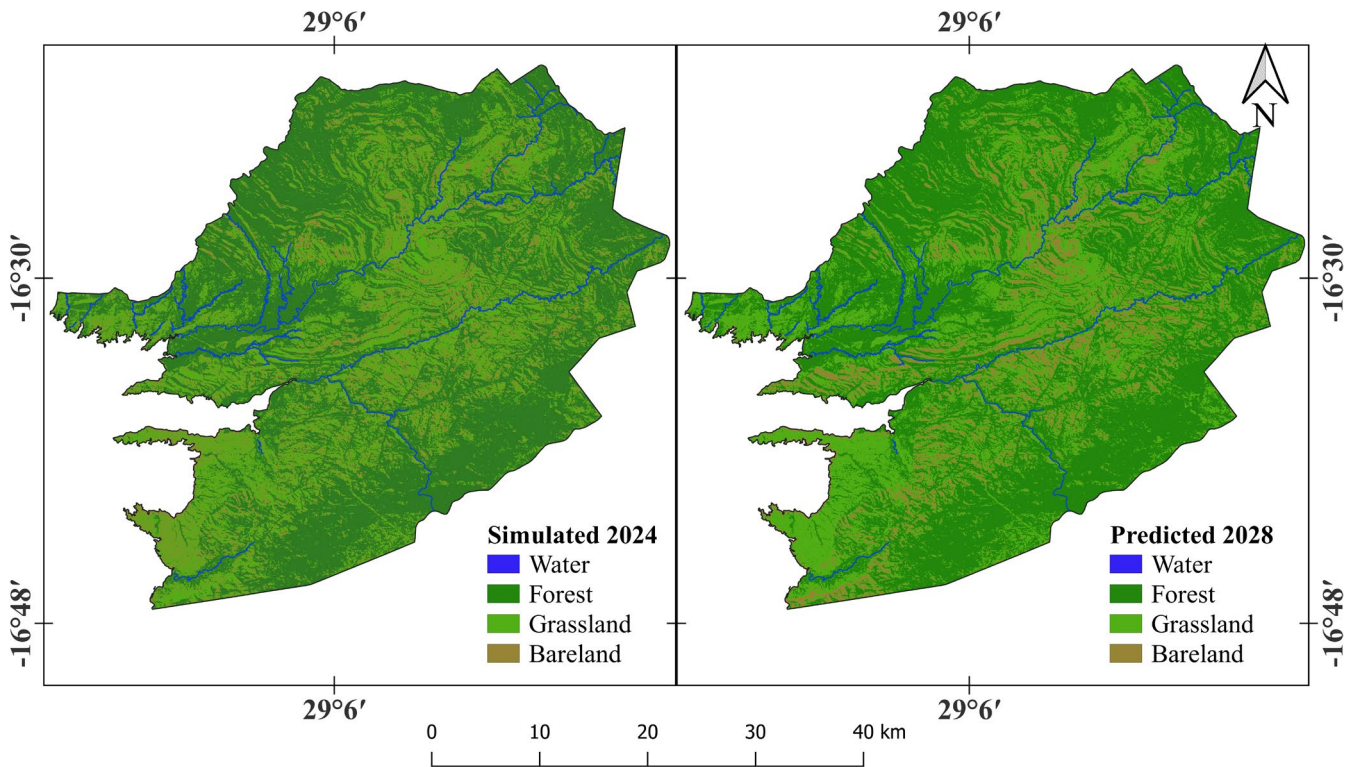 29°6′ 29°6′
N
-16°30′ -16°30′
Simulated 2024
Water
Forest
Grassland
Bareland
Predicted 2028
Water
Forest
Grassland
Bareland
-16°48′ -16°48′
29°6′ 29°6′
0 10 20 30 40 km